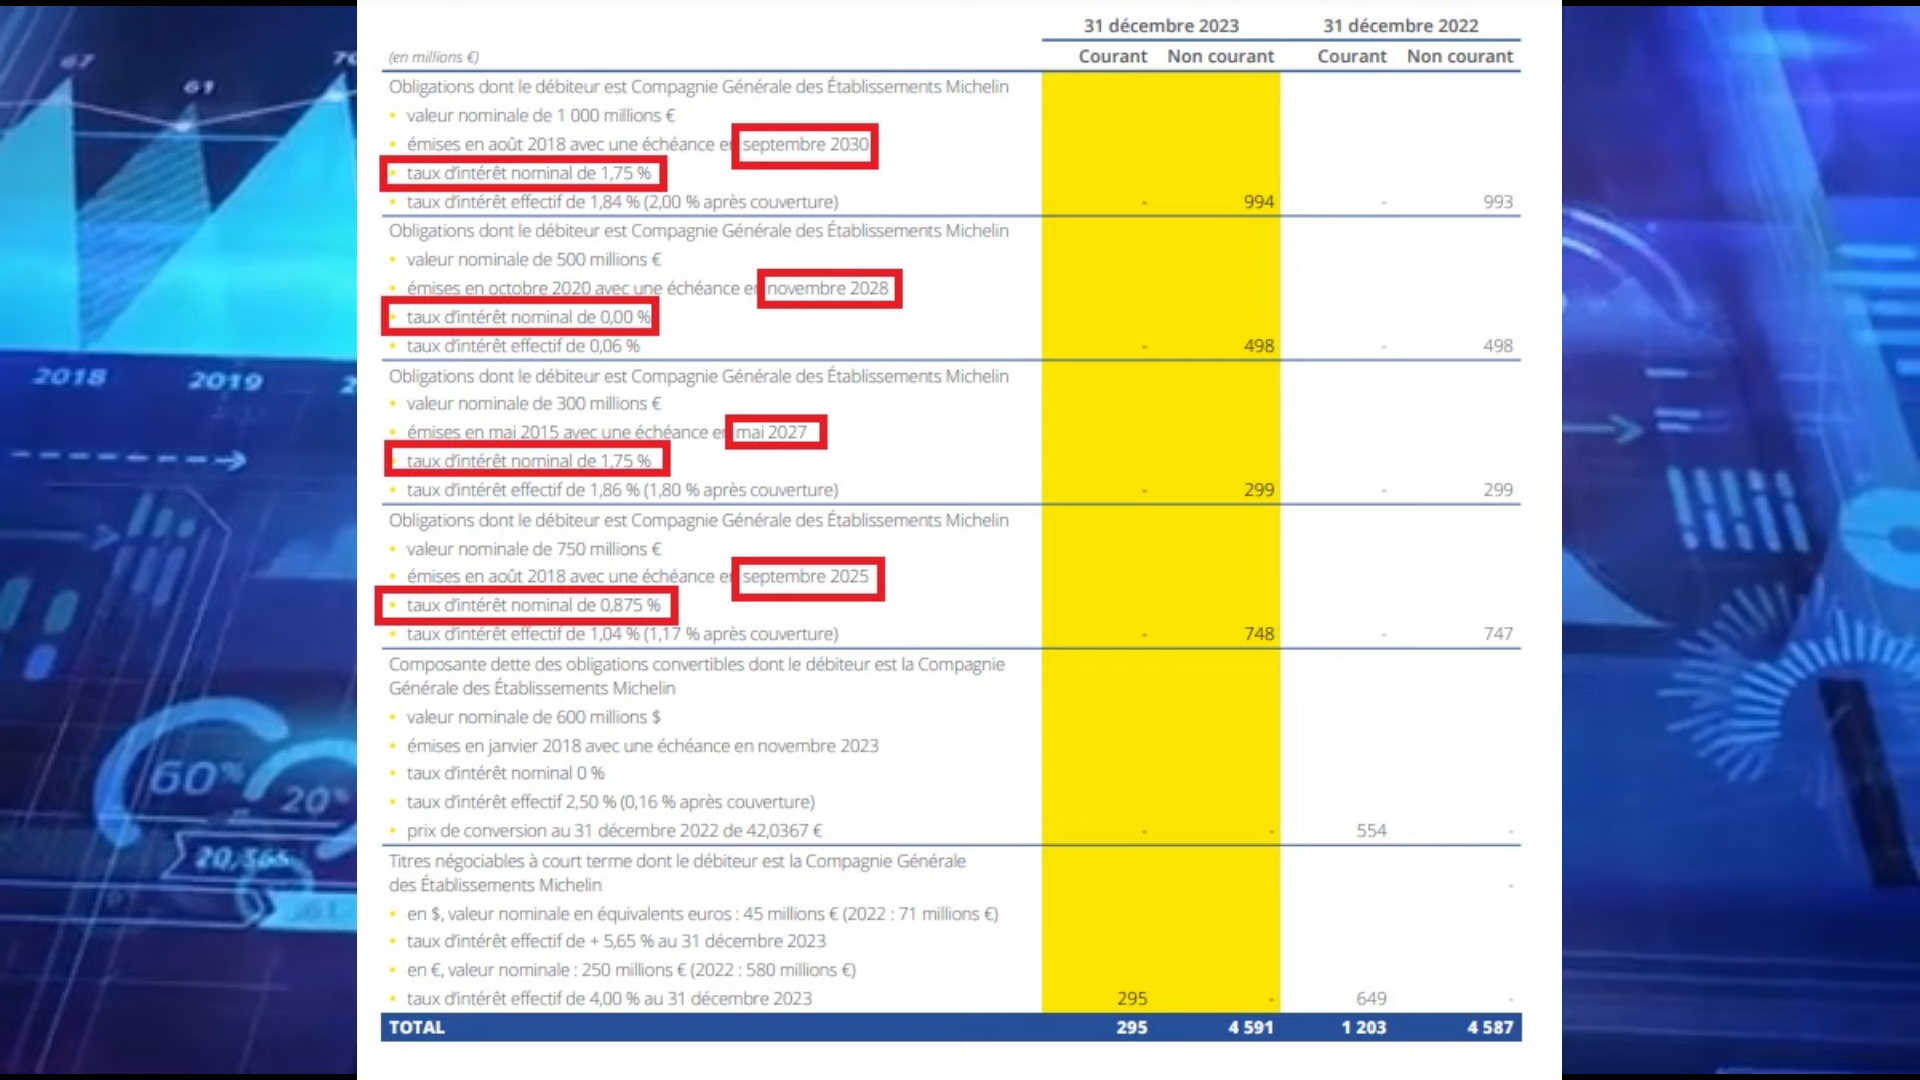 31 décembre 2023 31 décembre 2022
(en millions €) Courant Non courant Courant Non courant
Obligations dont le débiteur est Compagnie Générale des Établissements Michelin
• valeur nominale de 1 000 millions €
• émises en août 2018 avec une échéance en septembre 2030
• taux d'intérêt nominal de 1,75 %
• taux d'intérêt effectif de 1,84 % (2,00 % après couverture) - 994 - 993
Obligations dont le débiteur est Compagnie Générale des Établissements Michelin
• valeur nominale de 500 millions €
• émises en octobre 2020 avec une échéance en novembre 2028
• taux d'intérêt nominal de 0,00 %
• taux d'intérêt effectif de 0,06 % - 498 - 498
Obligations dont le débiteur est Compagnie Générale des Établissements Michelin
• valeur nominale de 300 millions €
• émises en mai 2015 avec une échéance en mai 2027
• taux d'intérêt nominal de 1,75 %
• taux d'intérêt effectif de 1,86 % (1,80 % après couverture) - 299 - 299
Obligations dont le débiteur est Compagnie Générale des Établissements Michelin
• valeur nominale de 750 millions €
• émises en août 2018 avec une échéance en septembre 2025
• taux d'intérêt nominal de 0,875 %
• taux d'intérêt effectif de 1,04 % (1,17 % après couverture) - 748 - 747
Composante dette des obligations convertibles dont le débiteur est la Compagnie
Générale des Établissements Michelin
• valeur nominale de 600 millions $
• émises en janvier 2018 avec une échéance en novembre 2023
• taux d'intérêt nominal 0 %
• taux d'intérêt effectif 2,50 % (0,16 % après couverture)
• prix de conversion au 31 décembre 2022 de 42,0367 € - - 554 -
Titres négociables à court terme dont le débiteur est la Compagnie Générale
des Établissements Michelin -
• en $, valeur nominale en équivalents euros : 45 millions € (2022 : 71 millions €)
• taux d'intérêt effectif de + 5,65 % au 31 décembre 2023
• en €, valeur nominale : 250 millions € (2022 : 580 millions €)
• taux d'intérêt effectif de 4,00 % au 31 décembre 2023 295 - 649 -
TOTAL 295 4 591 1 203 4 587
67
61
2018 2019
60%
20%